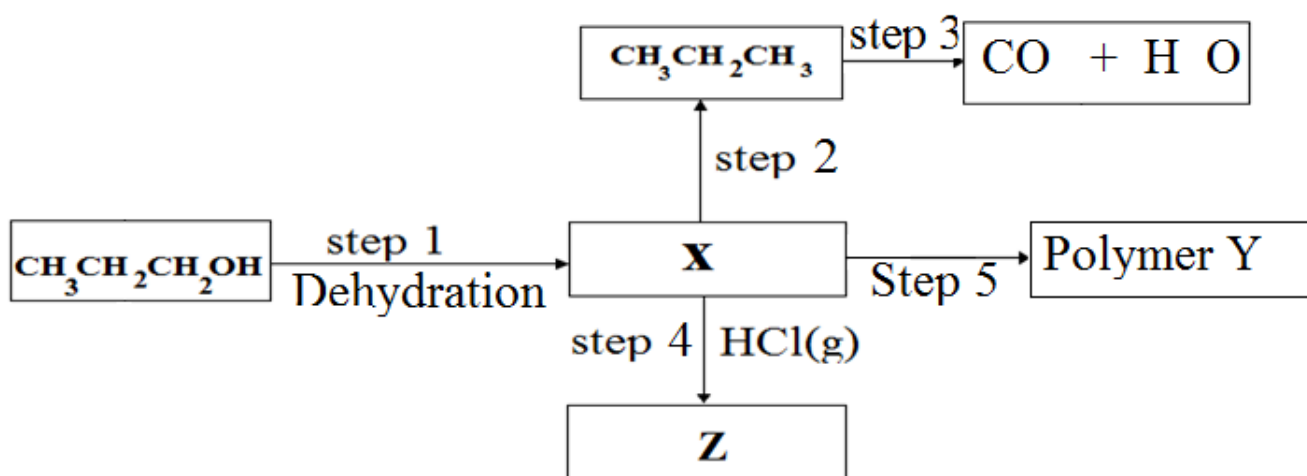 CH₃CH₂CH₃
step 3
CO + H O
step 2
CH₃CH₂CH₂OH
step 1
Dehydration
X
Step 5
Polymer Y
step 4
HCl(g)
Z